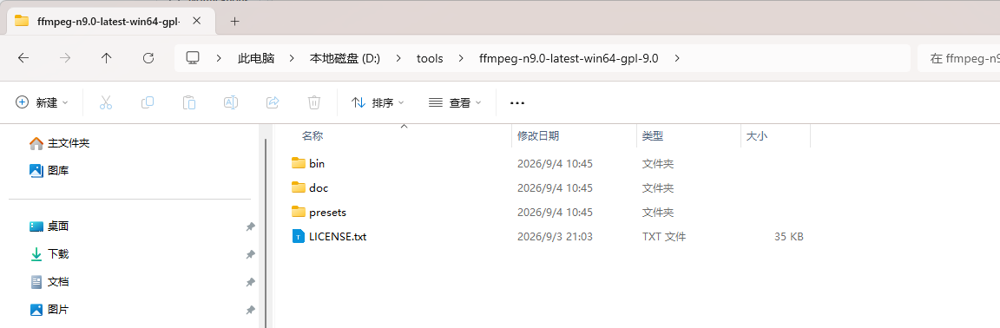 ffmpeg-n9.0-latest-win64-gpl-
此电脑 本地磁盘 (D:) tools ffmpeg-n9.0-latest-win64-gpl-9.0 在 ffmpeg-n9
新建 排序 查看
主文件夹
图库
桌面
下载
文档
图片
名称 修改日期 类型 大小
bin 2026/9/4 10:45 文件夹
doc 2026/9/4 10:45 文件夹
presets 2026/9/4 10:45 文件夹
LICENSE.txt 2026/9/3 21:03 TXT 文件 35 KB